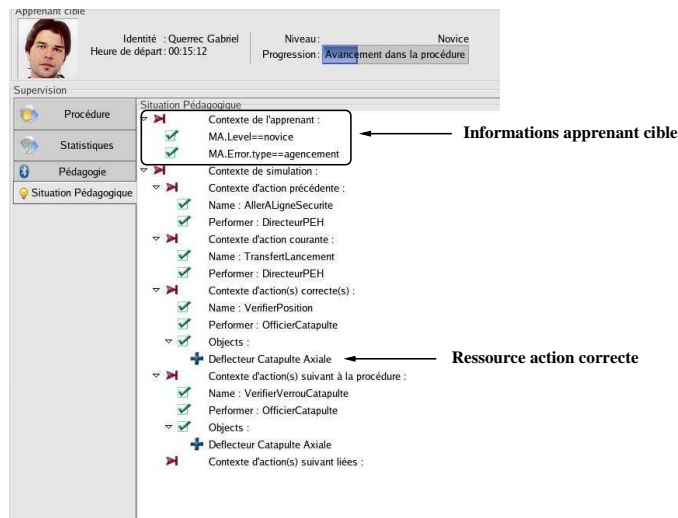 Apprenant cible
Identité : Querrec Gabriel Niveau: Novice
Heure de départ: 00:15:12 Progression: Avancement dans la procédure
Supervision
Procédure
Statistiques
Pédagogie
Situation Pédagogique
Situation Pédagogique
Contexte de l'apprenant :
MA.Level==novice
MA.Error.type==agencement
Informations apprenant cible
Contexte de simulation :
Contexte d'action précédente :
Name : AllerALigneSecurite
Performer : DirecteurPEH
Contexte d'action courante :
Name : TransfertLancement
Performer : DirecteurPEH
Contexte d'action(s) correcte(s) :
Name : VerifierPosition
Performer : OfficierCatapulte
Objects :
Deflecteur Catapulte Axiale
Ressource action correcte
Contexte d'action(s) suivant à la procédure :
Name : VerifierVerrouCatapulte
Performer : OfficierCatapulte
Objects :
Deflecteur Catapulte Axiale
Contexte d'action(s) suivant liées :